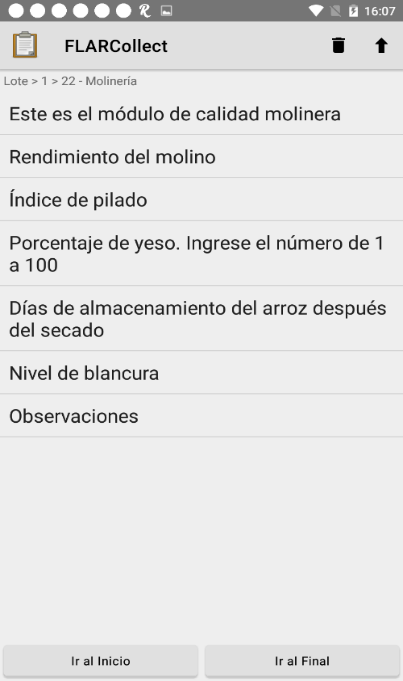 16:07
FLARCollect
Lote > 1 > 22 - Molinería
Este es el módulo de calidad molinera
Rendimiento del molino
Índice de pilado
Porcentaje de yeso. Ingrese el número de 1
a 100
Días de almacenamiento del arroz después
del secado
Nivel de blancura
Observaciones
Ir al Inicio
Ir al Final